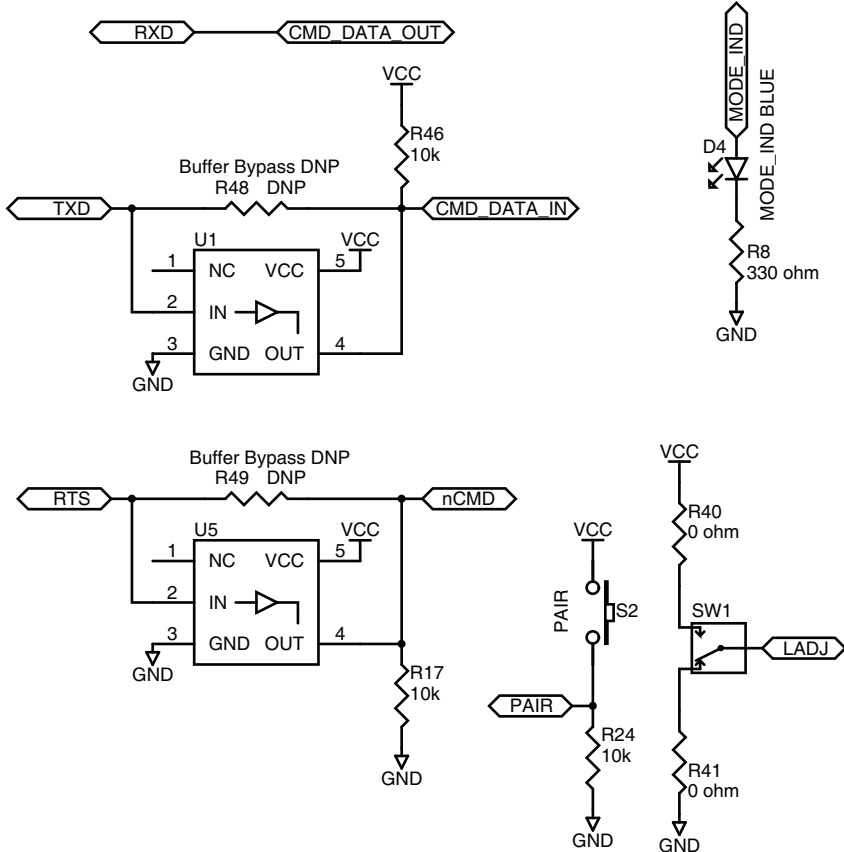 RXD
CMD_DATA_OUT
VCC
R46
10k
Buffer Bypass DNP
R48 DNP
TXD
CMD_DATA_IN
U1
VCC
1
NC
VCC
5
2
IN
3
GND
OUT
4
GND
MODE_IND
D4
MODE_IND BLUE
R8
330 ohm
GND
Buffer Bypass DNP
R49 DNP
RTS
nCMD
U5
VCC
1
NC
VCC
5
2
IN
3
GND
OUT
4
GND
R17
10k
GND
VCC
PAIR
S2
PAIR
R24
10k
GND
VCC
R40
0 ohm
SW1
LADJ
R41
0 ohm
GND